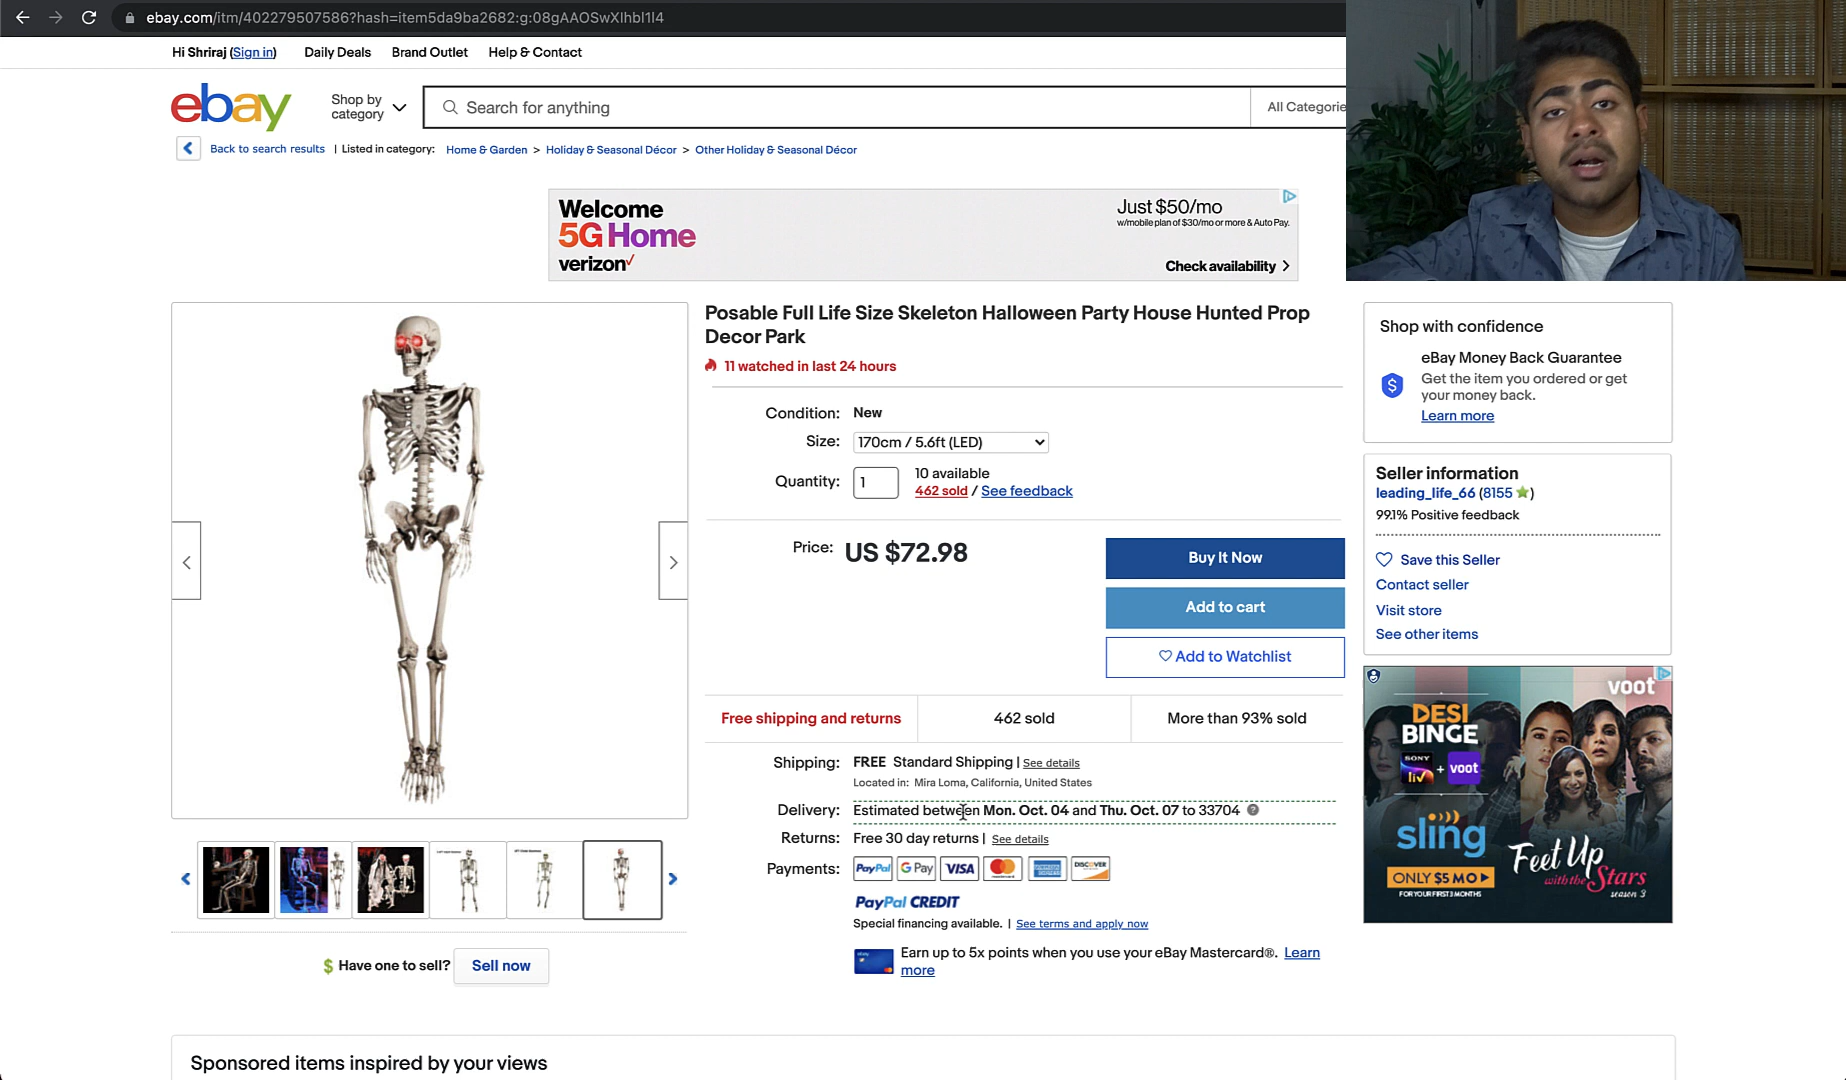 ebay.com/itm/402279507586?hash=item5da9ba2682:g:08gAAOSwXlhbl1I4
Hi Shriraj (Sign in) Daily Deals Brand Outlet Help & Contact
ebay
Shop by
category
Search for anything
All Categorie
Back to search results | Listed in category: Home & Garden > Holiday & Seasonal Décor > Other Holiday & Seasonal Décor
Welcome
5G Home
verizon✓
Just $50/mo
w/mobile plan of $30/mo or more & Auto Pay.
Check availability >
Posable Full Life Size Skeleton Halloween Party House Hunted Prop
Decor Park
11 watched in last 24 hours
Condition: New
Size: 170cm / 5.6ft (LED)
Quantity: 1
10 available
462 sold / See feedback
Price: US $72.98
Buy It Now
Add to cart
Add to Watchlist
Free shipping and returns
462 sold
More than 93% sold
Shipping: FREE Standard Shipping | See details
Located in: Mira Loma, California, United States
Delivery: Estimated between Mon. Oct. 04 and Thu. Oct. 07 to 33704
Returns: Free 30 day returns | See details
Payments: PayPal G Pay VISA DISCOVER
PayPal CREDIT
Special financing available. | See terms and apply now
Earn up to 5x points when you use your eBay Mastercard®. Learn
more
$ Have one to sell? Sell now
Shop with confidence
eBay Money Back Guarantee
Get the item you ordered or get
your money back.
Learn more
Seller information
leading_life_66 (8155)
99.1% Positive feedback
Save this Seller
Contact seller
Visit store
See other items
voot
DESI
BINGE
SONY
liv + voot
sling
ONLY $5 MO
FOR YOUR FIRST 3 MONTHS
Feet Up
with the Stars
season 3
Sponsored items inspired by your views